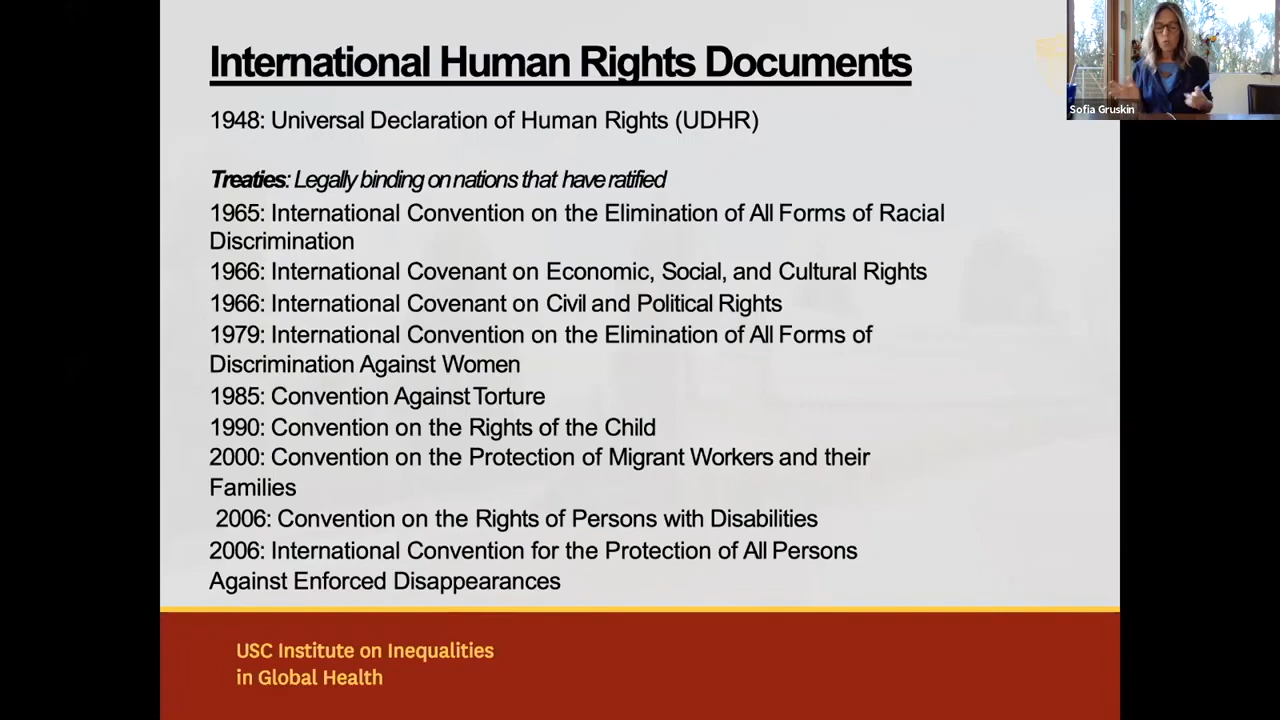 International Human Rights Documents
1948: Universal Declaration of Human Rights (UDHR)
Treaties: Legally binding on nations that have ratified
1965: International Convention on the Elimination of All Forms of Racial
Discrimination
1966: International Covenant on Economic, Social, and Cultural Rights
1966: International Covenant on Civil and Political Rights
1979: International Convention on the Elimination of All Forms of
Discrimination Against Women
1985: Convention Against Torture
1990: Convention on the Rights of the Child
2000: Convention on the Protection of Migrant Workers and their
Families
2006: Convention on the Rights of Persons with Disabilities
2006: International Convention for the Protection of All Persons
Against Enforced Disappearances
USC Institute on Inequalities
in Global Health
Sofia Gruskin